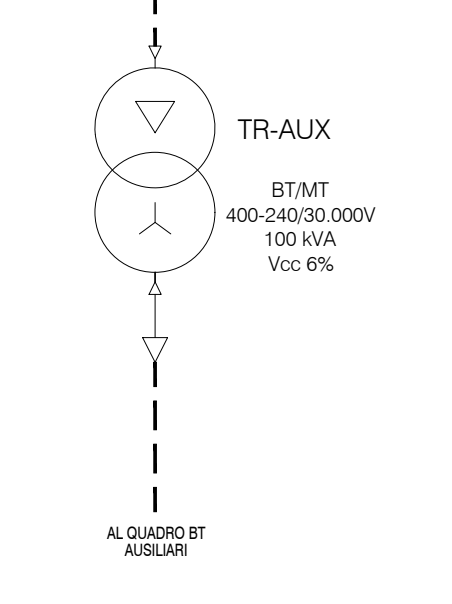 TR-AUX
BT/MT
400-240/30.000V
100 kVA
Vcc 6%
AL QUADRO BT
AUSILIARI